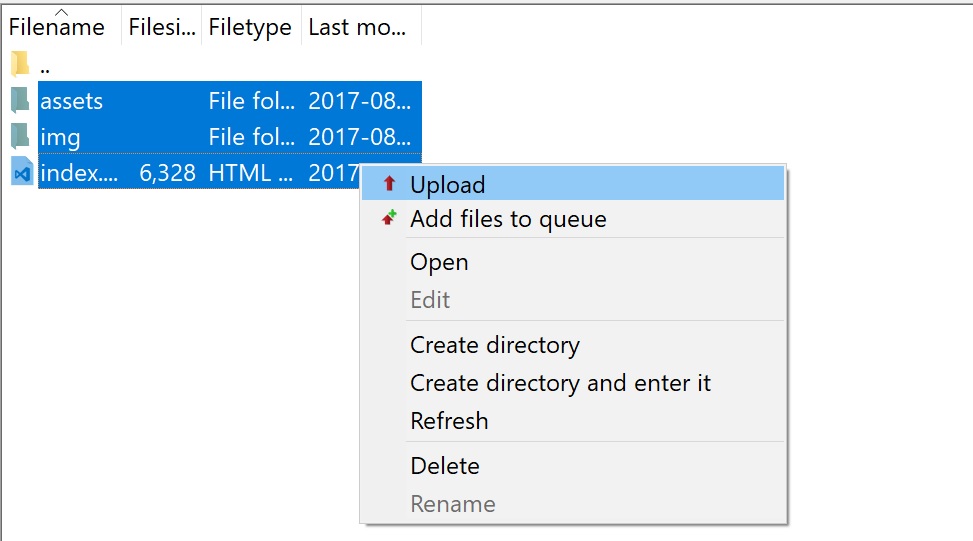 Filename Filesi... Filetype Last mo...
..
assets File fol... 2017-08...
img File fol... 2017-08...
index.... 6,328 HTML ... 2017
Upload
Add files to queue
Open
Edit
Create directory
Create directory and enter it
Refresh
Delete
Rename